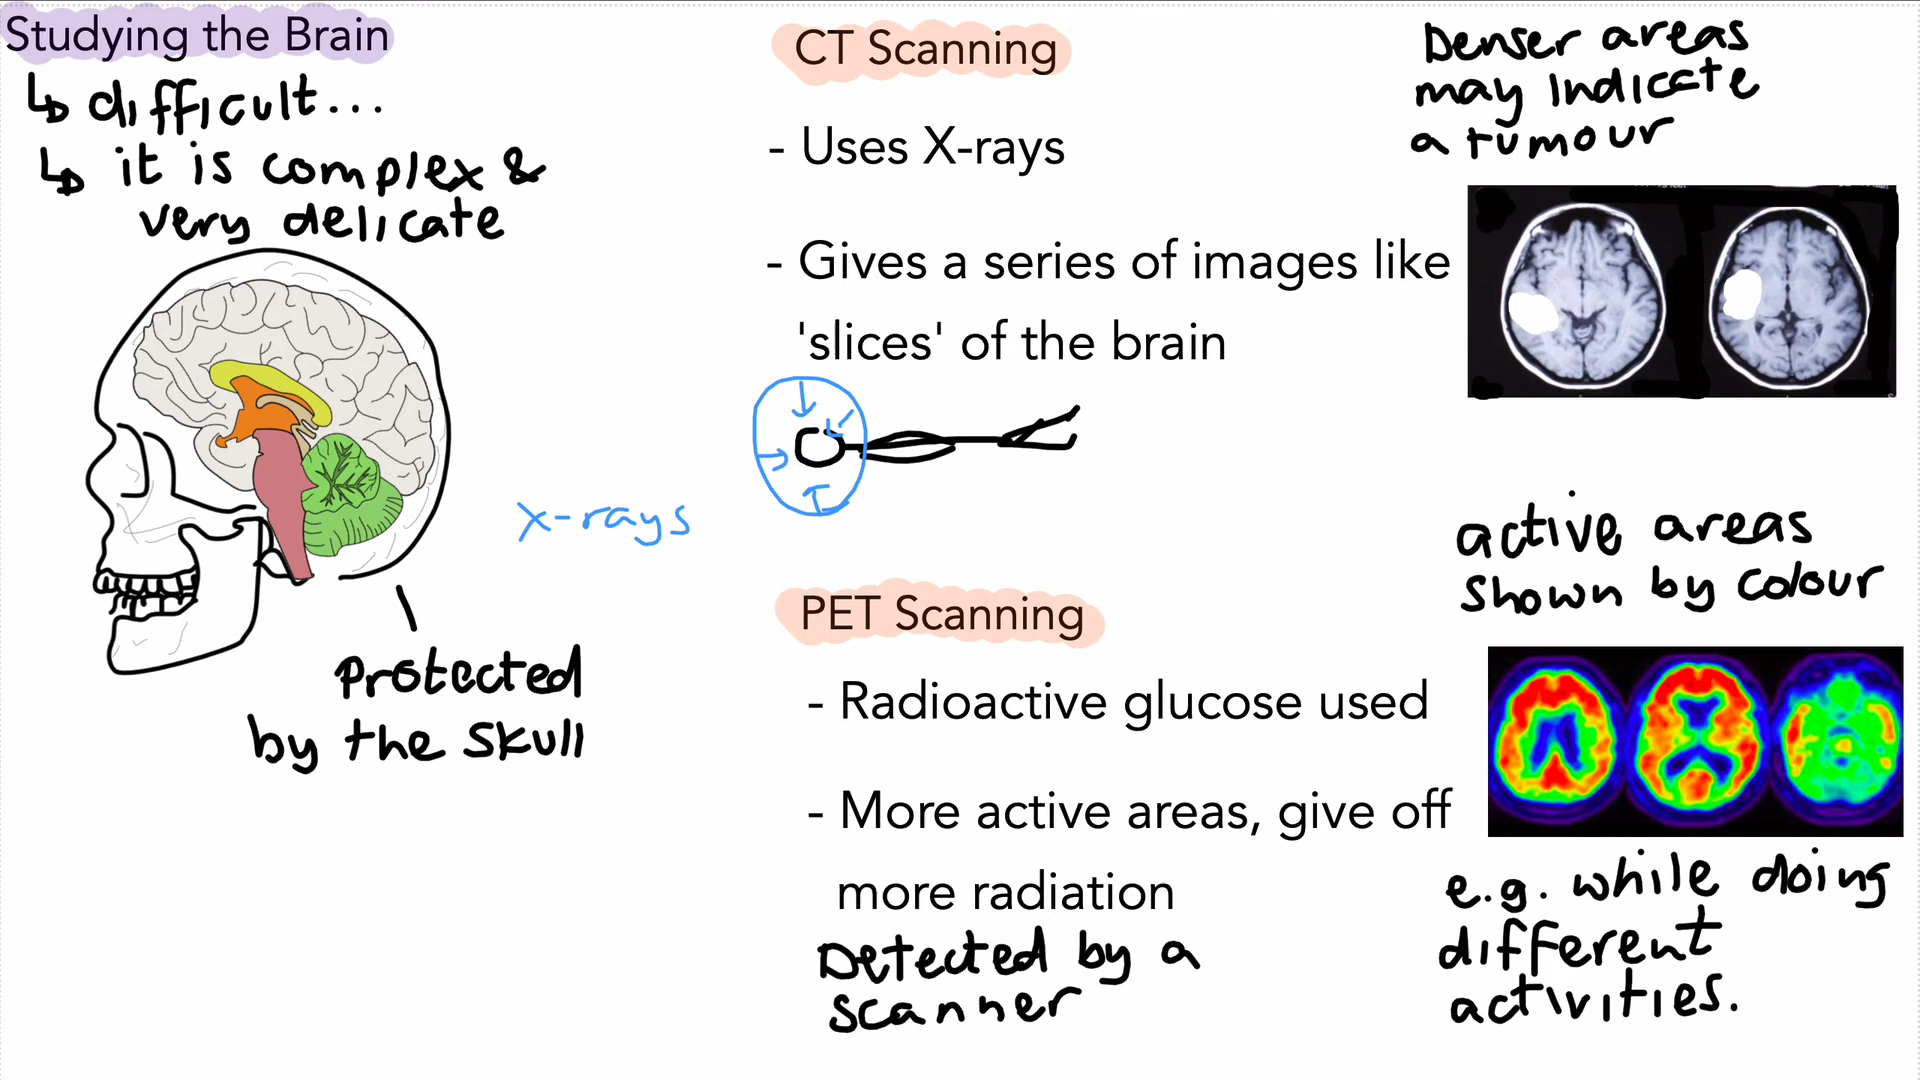 Studying the Brain
↳ difficult...
↳ it is complex &
very delicate
Protected
by the skull
x-rays
CT Scanning
- Uses X-rays
- Gives a series of images like
'slices' of the brain
Denser areas
may indicate
a tumour
PET Scanning
- Radioactive glucose used
- More active areas, give off
more radiation
Detected by a
scanner
active areas
shown by colour
e.g. while doing
different
activities.